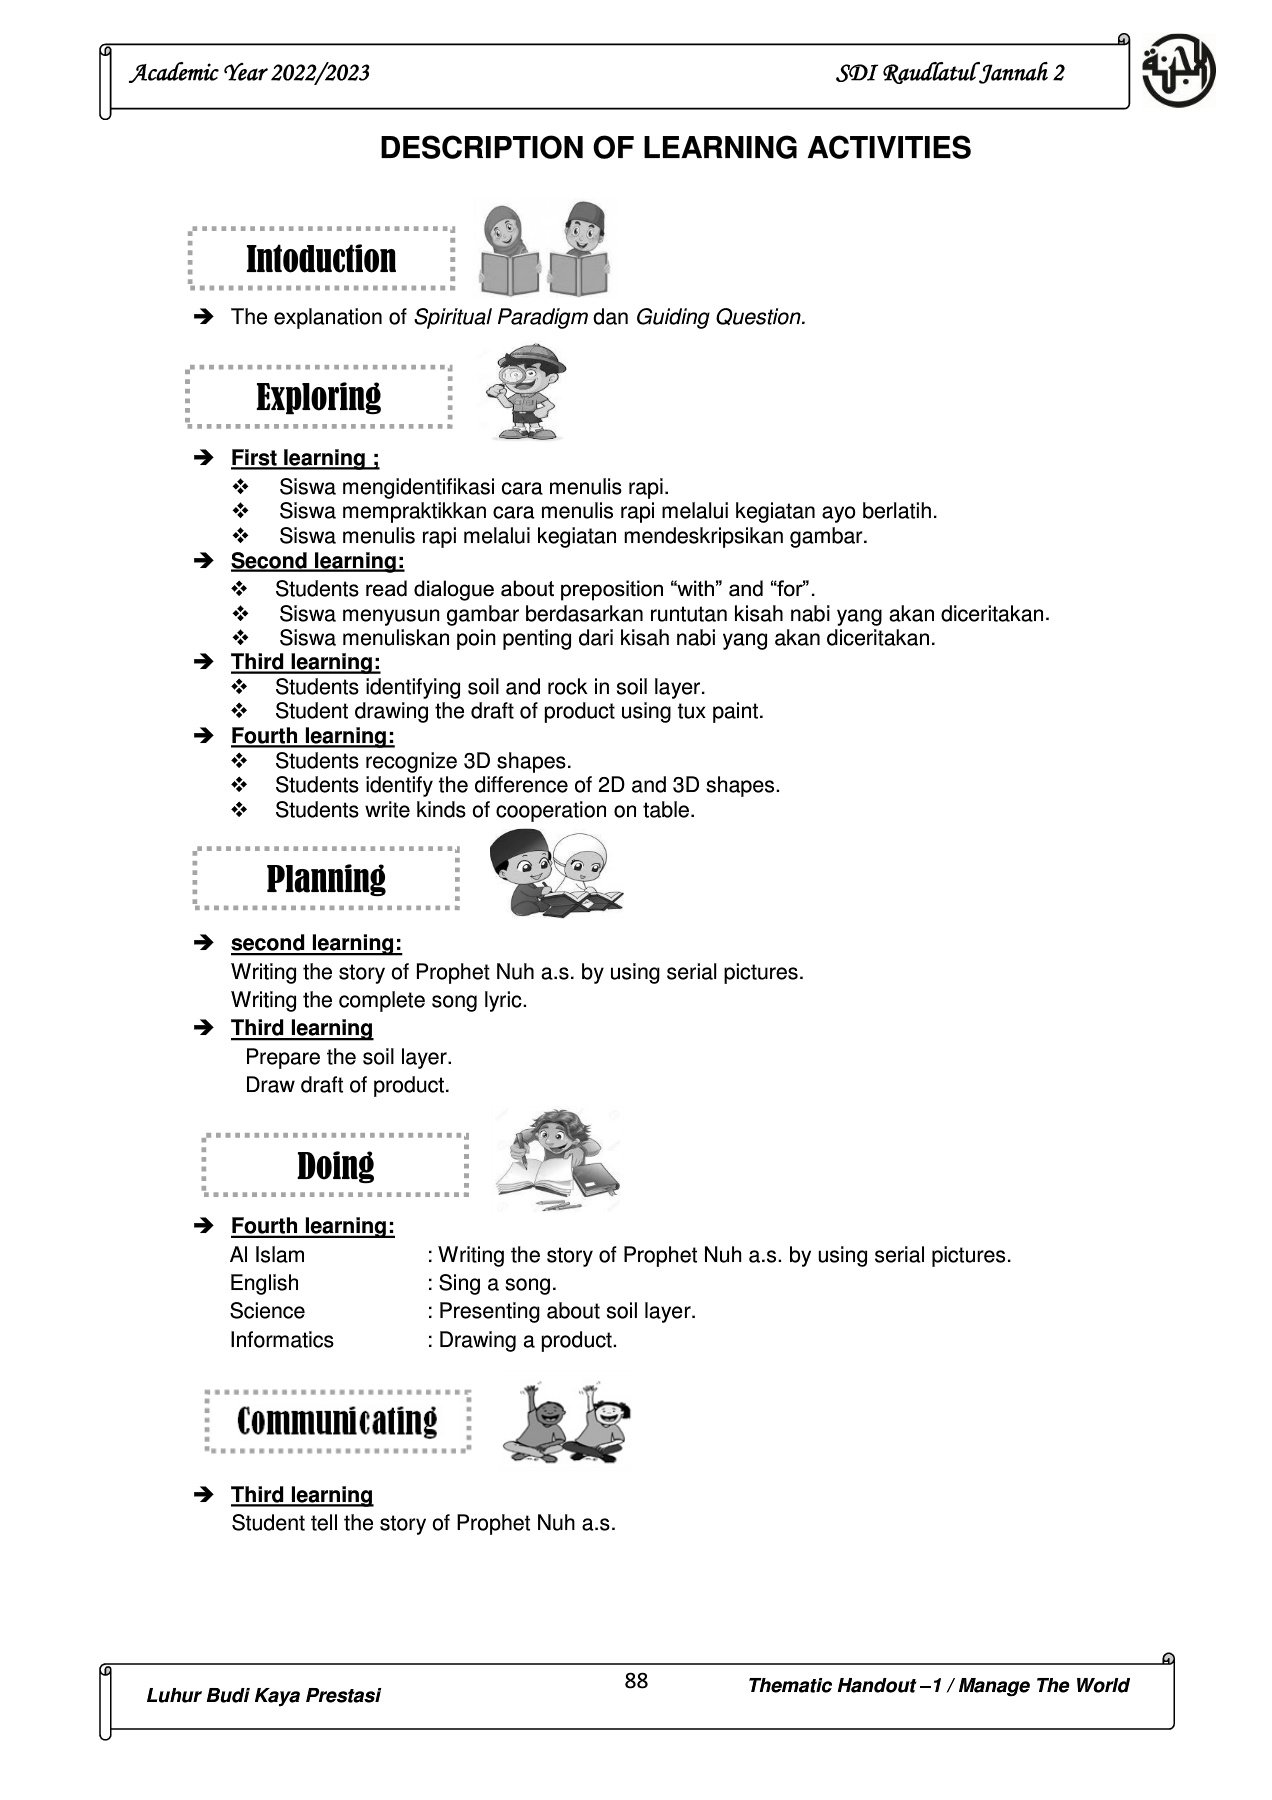 Academic Year 2022/2023 SDI Raudlatul Jannah 2
DESCRIPTION OF LEARNING ACTIVITIES
Intoduction
➔ The explanation of Spiritual Paradigm dan Guiding Question.
Exploring
➔ First learning ;
❖ Siswa mengidentifikasi cara menulis rapi.
❖ Siswa mempraktikkan cara menulis rapi melalui kegiatan ayo berlatih.
❖ Siswa menulis rapi melalui kegiatan mendeskripsikan gambar.
➔ Second learning:
❖ Students read dialogue about preposition “with” and “for”.
❖ Siswa menyusun gambar berdasarkan runtutan kisah nabi yang akan diceritakan.
❖ Siswa menuliskan poin penting dari kisah nabi yang akan diceritakan.
➔ Third learning:
❖ Students identifying soil and rock in soil layer.
❖ Student drawing the draft of product using tux paint.
➔ Fourth learning:
❖ Students recognize 3D shapes.
❖ Students identify the difference of 2D and 3D shapes.
❖ Students write kinds of cooperation on table.
Planning
➔ second learning:
Writing the story of Prophet Nuh a.s. by using serial pictures.
Writing the complete song lyric.
➔ Third learning
Prepare the soil layer.
Draw draft of product.
Doing
➔ Fourth learning:
Al Islam : Writing the story of Prophet Nuh a.s. by using serial pictures.
English : Sing a song.
Science : Presenting about soil layer.
Informatics : Drawing a product.
Communicating
➔ Third learning
Student tell the story of Prophet Nuh a.s.
Luhur Budi Kaya Prestasi 88 Thematic Handout –1 / Manage The World